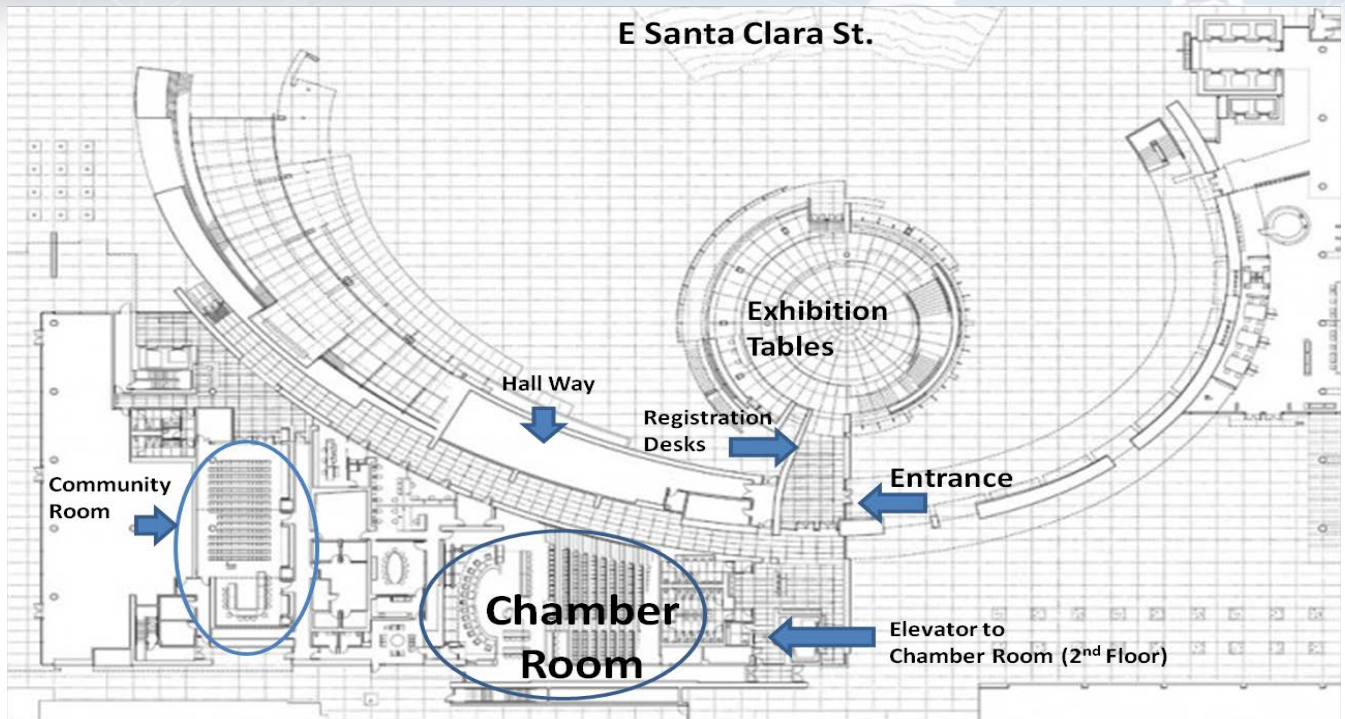 E Santa Clara St.
Exhibition
Tables
Hall Way
Registration
Desks
Entrance
Community
Room
Chamber
Room
Elevator to
Chamber Room (2nd Floor)